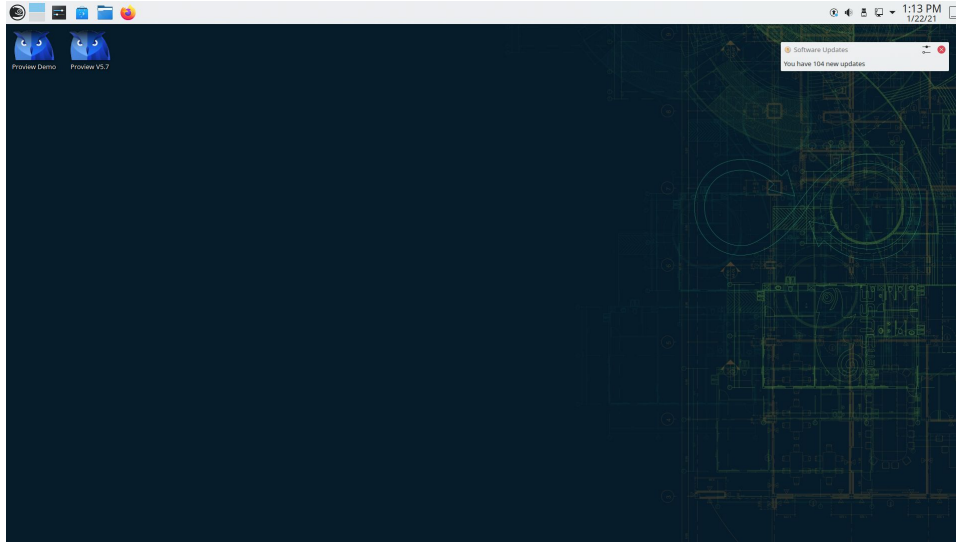 1:13 PM
1/22/21
Proview Demo
Proview V5.7
Software Updates
You have 104 new updates